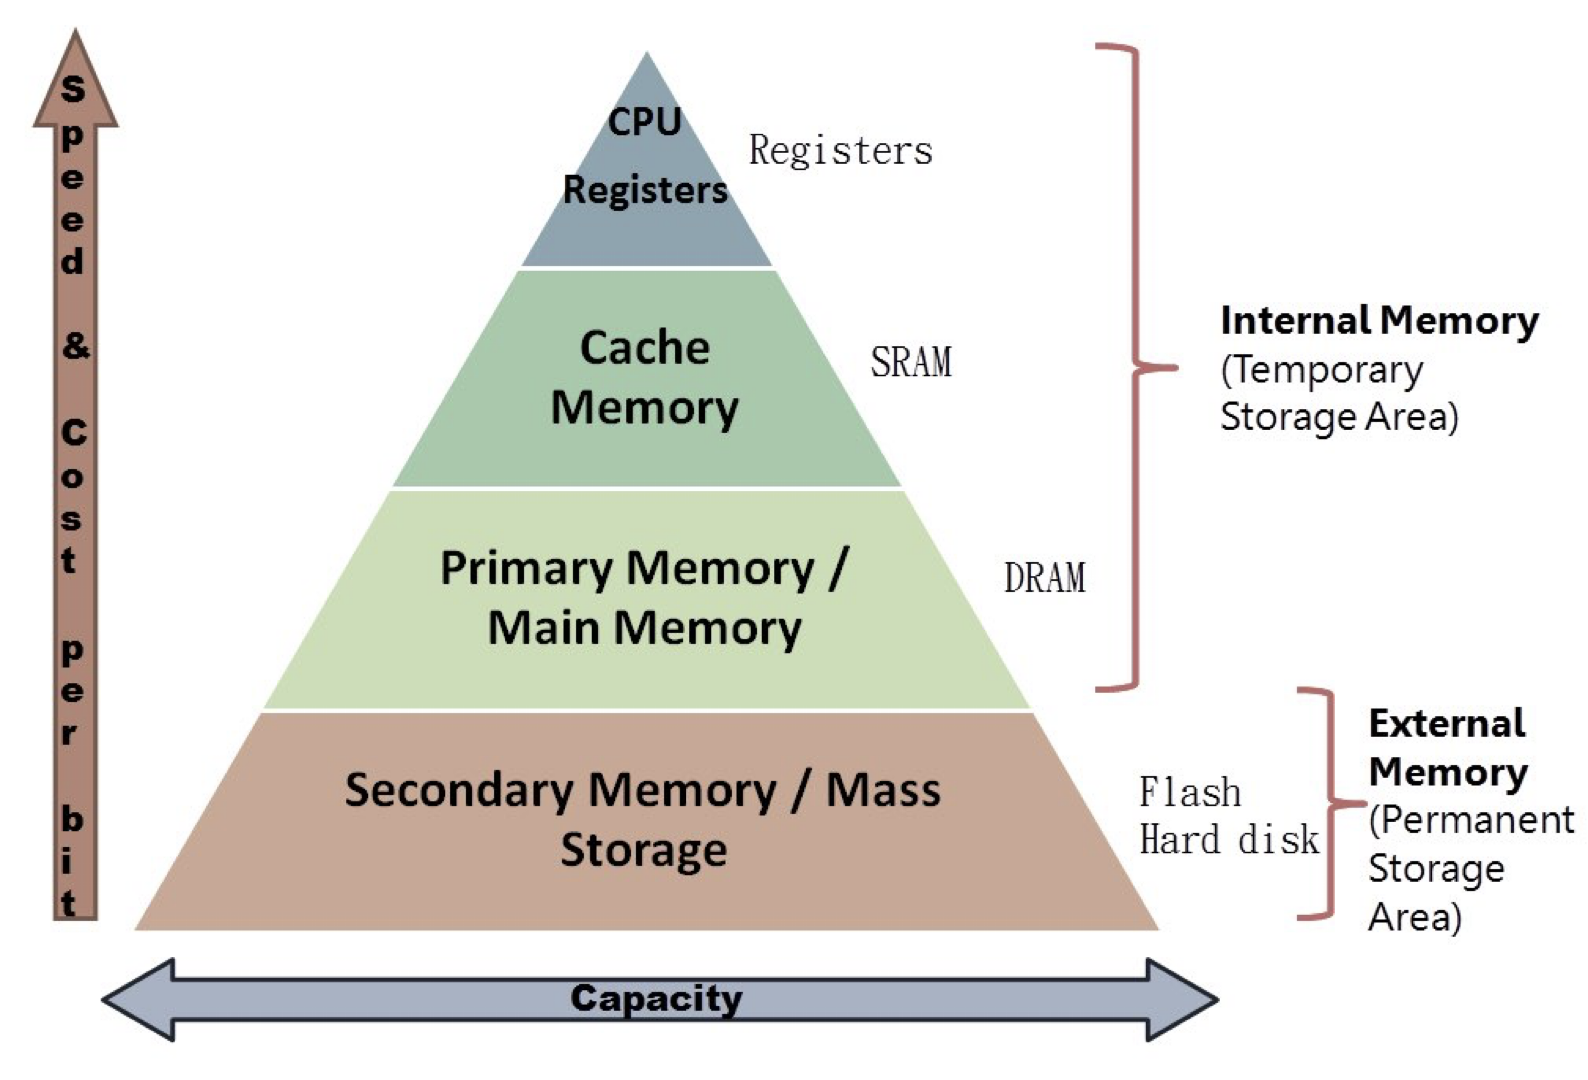 Speed & Cost per bit
CPU
Registers
Registers
Cache
Memory
SRAM
Primary Memory /
Main Memory
DRAM
Internal Memory
(Temporary
Storage Area)
Secondary Memory / Mass
Storage
Flash
Hard disk
External
Memory
(Permanent
Storage
Area)
Capacity